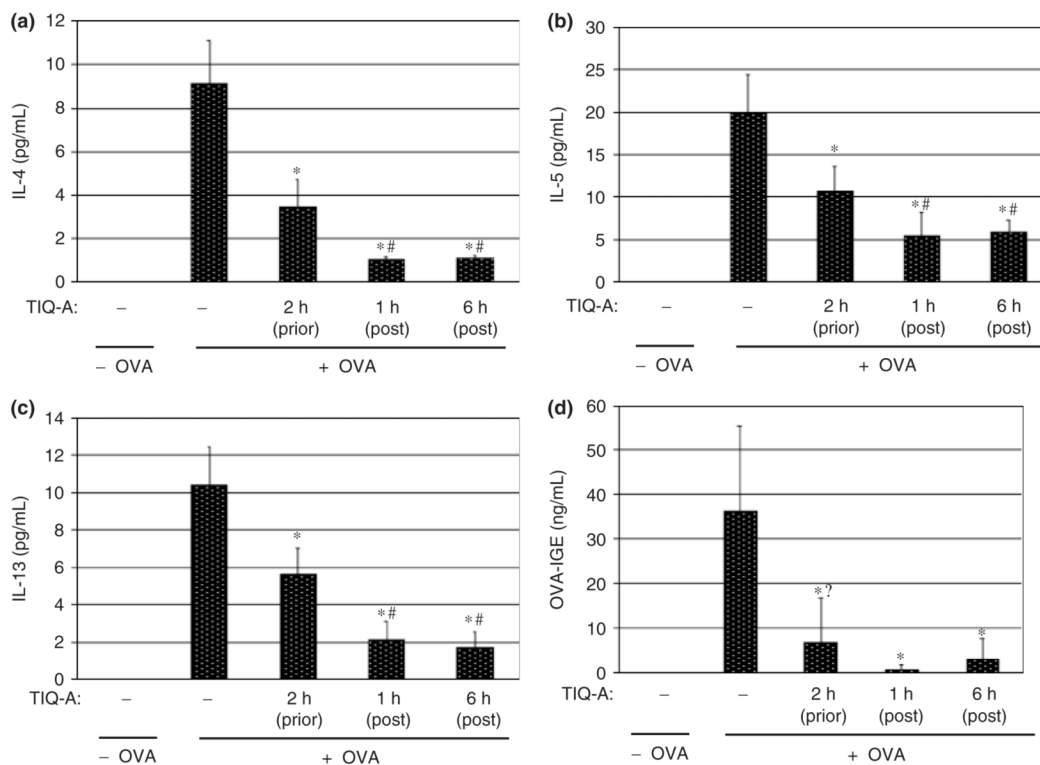 (a)
12
10
8
6
4
2
0
IL-4 (pg/mL)
*
*#
*#
TIQ-A: – – 2 h 1 h 6 h
(prior) (post) (post)
– OVA + OVA
(b)
30
25
20
15
10
5
0
IL-5 (pg/mL)
*
*#
*#
TIQ-A: – – 2 h 1 h 6 h
(prior) (post) (post)
– OVA + OVA
(c)
14
12
10
8
6
4
2
0
IL-13 (pg/mL)
*
*#
*#
TIQ-A: – – 2 h 1 h 6 h
(prior) (post) (post)
– OVA + OVA
(d)
60
50
40
30
20
10
0
OVA-IGE (ng/mL)
*?
*
*
TIQ-A: – – 2 h 1 h 6 h
(prior) (post) (post)
– OVA + OVA